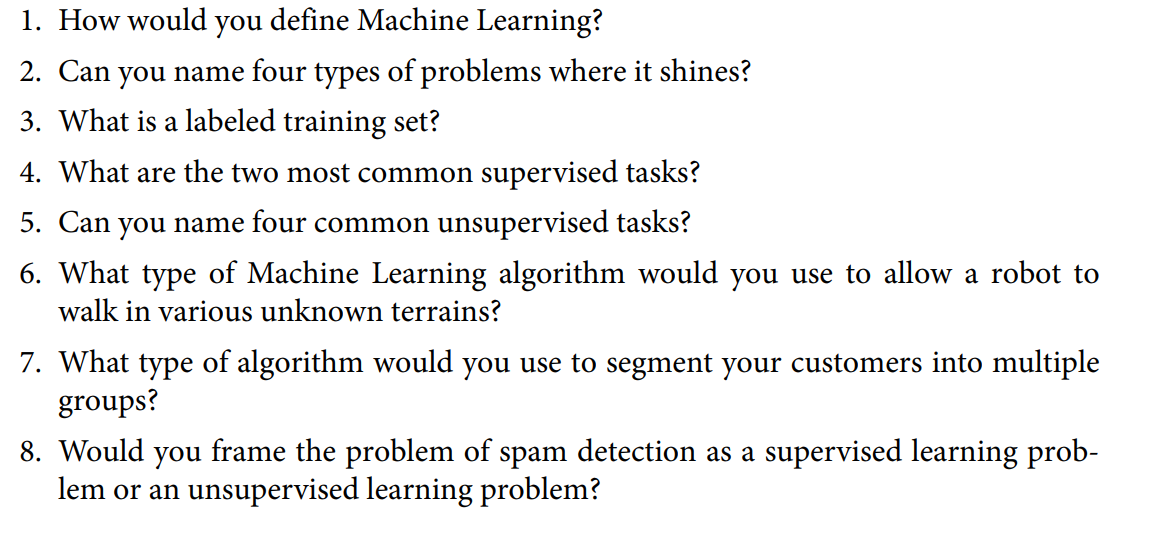 1. How would you define Machine Learning?
2. Can you name four types of problems where it shines?
3. What is a labeled training set?
4. What are the two most common supervised tasks?
5. Can you name four common unsupervised tasks?
6. What type of Machine Learning algorithm would you use to allow a robot to
walk in various unknown terrains?
7. What type of algorithm would you use to segment your customers into multiple
groups?
8. Would you frame the problem of spam detection as a supervised learning prob-
lem or an unsupervised learning problem?